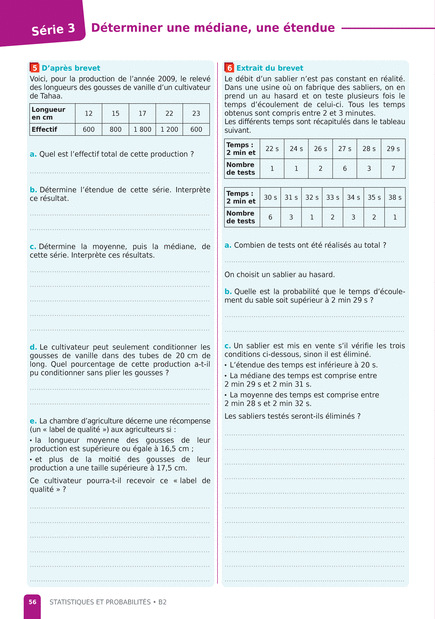 Série 3
Déterminer une médiane, une étendue
5 D'après brevet
Voici, pour la production de l'année 2009, le relevé
des longueurs des gousses de vanille d'un cultivateur
de Tahaa.
Longueur en cm 12 15 17 22 23
Effectif 600 800 1 800 1 200 600
a. Quel est l'effectif total de cette production ?
b. Détermine l'étendue de cette série. Interprète
ce résultat.
c. Détermine la moyenne, puis la médiane, de
cette série. Interprète ces résultats.
d. Le cultivateur peut seulement conditionner les
gousses de vanille dans des tubes de 20 cm de
long. Quel pourcentage de cette production a-t-il
pu conditionner sans plier les gousses ?
e. La chambre d'agriculture décerne une récompense
(un « label de qualité ») aux agriculteurs si :
• la longueur moyenne des gousses de leur
production est supérieure ou égale à 16,5 cm ;
• et plus de la moitié des gousses de leur
production a une taille supérieure à 17,5 cm.
Ce cultivateur pourra-t-il recevoir ce « label de
qualité » ?
6 Extrait du brevet
Le débit d'un sablier n'est pas constant en réalité.
Dans une usine où on fabrique des sabliers, on en
prend un au hasard et on teste plusieurs fois le
temps d'écoulement de celui-ci. Tous les temps
obtenus sont compris entre 2 et 3 minutes.
Les différents temps sont récapitulés dans le tableau
suivant.
Temps : 2 min et 22 s 24 s 26 s 27 s 28 s 29 s
Nombre de tests 1 1 2 6 3 7
Temps : 2 min et 30 s 31 s 32 s 33 s 34 s 35 s 38 s
Nombre de tests 6 3 1 2 3 2 1
a. Combien de tests ont été réalisés au total ?
On choisit un sablier au hasard.
b. Quelle est la probabilité que le temps d'écoule-
ment du sable soit supérieur à 2 min 29 s ?
c. Un sablier est mis en vente s'il vérifie les trois
conditions ci-dessous, sinon il est éliminé.
• L'étendue des temps est inférieure à 20 s.
• La médiane des temps est comprise entre
2 min 29 s et 2 min 31 s.
• La moyenne des temps est comprise entre
2 min 28 s et 2 min 32 s.
Les sabliers testés seront-ils éliminés ?
56 STATISTIQUES ET PROBABILITÉS • B2